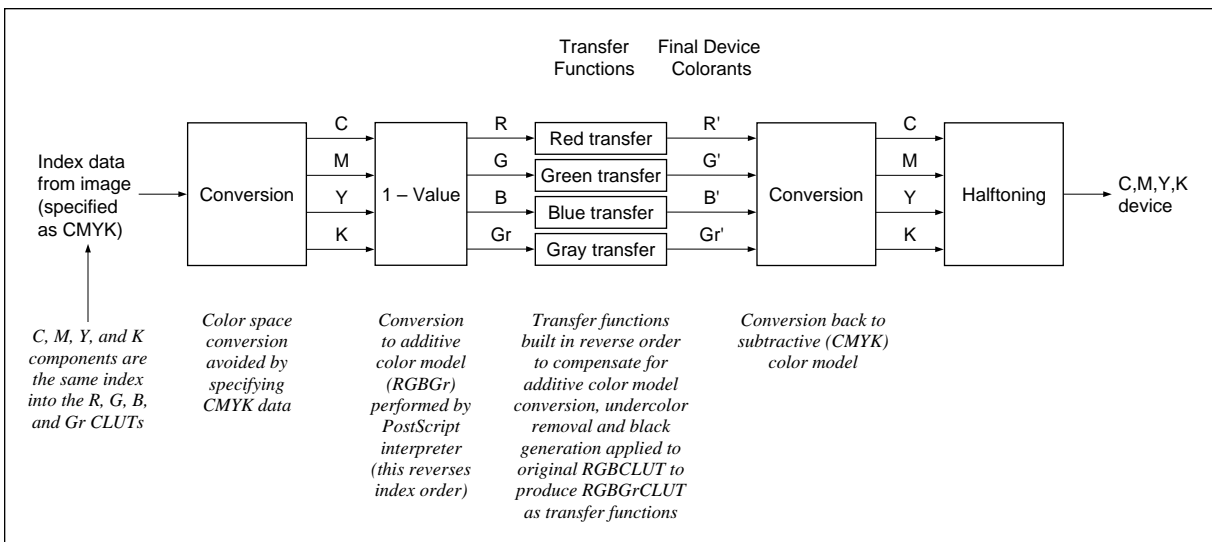 Transfer
Functions
Final Device
Colorants
Index data
from image
(specified
as CMYK)
Conversion
C
M
Y
K
1 – Value
R
G
B
Gr
Red transfer
Green transfer
Blue transfer
Gray transfer
R'
G'
B'
Gr'
Conversion
C
M
Y
K
Halftoning
C,M,Y,K
device
C, M, Y, and K
components are
the same index
into the R, G, B,
and Gr CLUTs
Color space
conversion
avoided by
specifying
CMYK data
Conversion
to additive
color model
(RGBGr)
performed by
PostScript
interpreter
(this reverses
index order)
Transfer functions
built in reverse order
to compensate for
additive color model
conversion, undercolor
removal and black
generation applied to
original RGBCLUT to
produce RGBGrCLUT
as transfer functions
Conversion back to
subtractive (CMYK)
color model